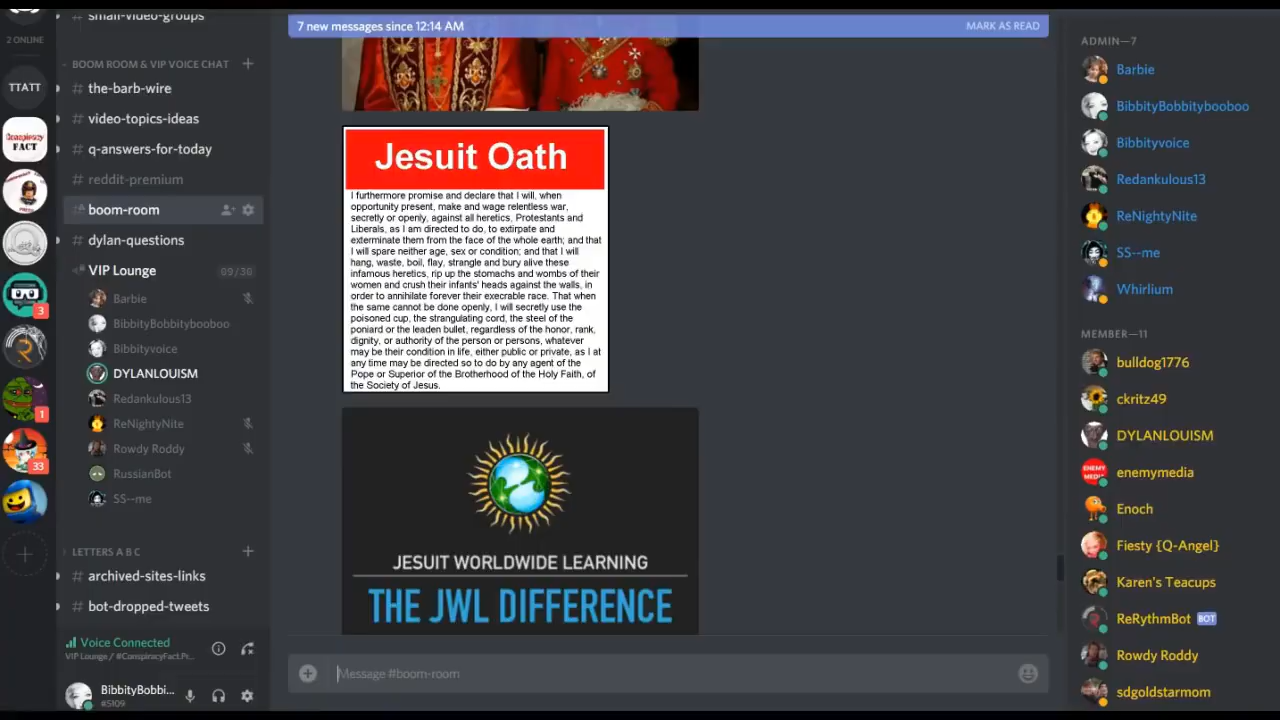 small-video-groups
2 ONLINE
BOOM ROOM & VIP VOICE CHAT
TTATT
# the-barb-wire
# video-topics-ideas
Conspiracy
FACT
# q-answers-for-today
# reddit-premium
boom-room
# dylan-questions
VIP Lounge 09/30
Barbie
BibbityBobbitybooboo
3
Bibbityvoice
DYLANLOUISM
Redankulous13
1
ReNightyNite
Rowdy Roddy
33
RussianBot
SS--me
LETTERS A B C
# archived-sites-links
# bot-dropped-tweets
Voice Connected
VIP Lounge / #ConspiracyFact.Pr...
BibbityBobbi...
#5109
7 new messages since 12:14 AM MARK AS READ
Jesuit Oath
I furthermore promise and declare that I will, when
opportunity present, make and wage relentless war,
secretly or openly, against all heretics, Protestants and
Liberals, as I am directed to do, to extirpate and
exterminate them from the face of the whole earth; and that
I will spare neither age, sex or condition; and that I will
hang, waste, boil, flay, strangle and bury alive these
infamous heretics, rip up the stomachs and wombs of their
women and crush their infants' heads against the walls, in
order to annihilate forever their execrable race. That when
the same cannot be done openly, I will secretly use the
poisoned cup, the strangulating cord, the steel of the
poniard or the leaden bullet, regardless of the honor, rank,
dignity, or authority of the person or persons, whatever
may be their condition in life, either public or private, as I at
any time may be directed so to do by any agent of the
Pope or Superior of the Brotherhood of the Holy Faith, of
the Society of Jesus.
JESUIT WORLDWIDE LEARNING
THE JWL DIFFERENCE
Message #boom-room
ADMIN—7
Barbie
BibbityBobbitybooboo
Bibbityvoice
Redankulous13
ReNightyNite
SS--me
Whirlium
MEMBER—11
bulldog1776
ckritz49
DYLANLOUISM
ENEMY
MEDIA
enemymedia
Enoch
Fiesty {Q-Angel}
Karen's Teacups
ReRythmBot BOT
Rowdy Roddy
sdgoldstarmom